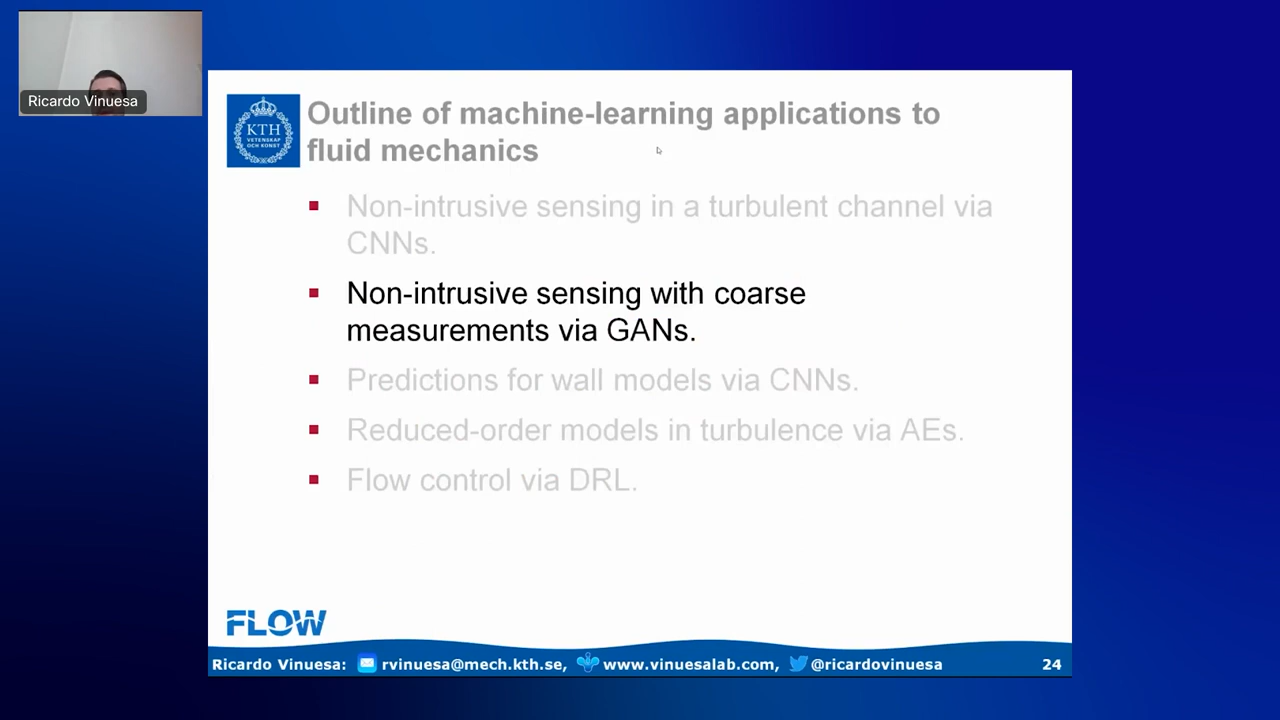 Ricardo Vinuesa
KTH
VETENSKAP
OCH KONST
Outline of machine-learning applications to
fluid mechanics
Non-intrusive sensing in a turbulent channel via
CNNs.
Non-intrusive sensing with coarse
measurements via GANs.
Predictions for wall models via CNNs.
Reduced-order models in turbulence via AEs.
Flow control via DRL.
FLOW
Ricardo Vinuesa: rvinuesa@mech.kth.se, www.vinuesalab.com, @ricardovinuesa 24